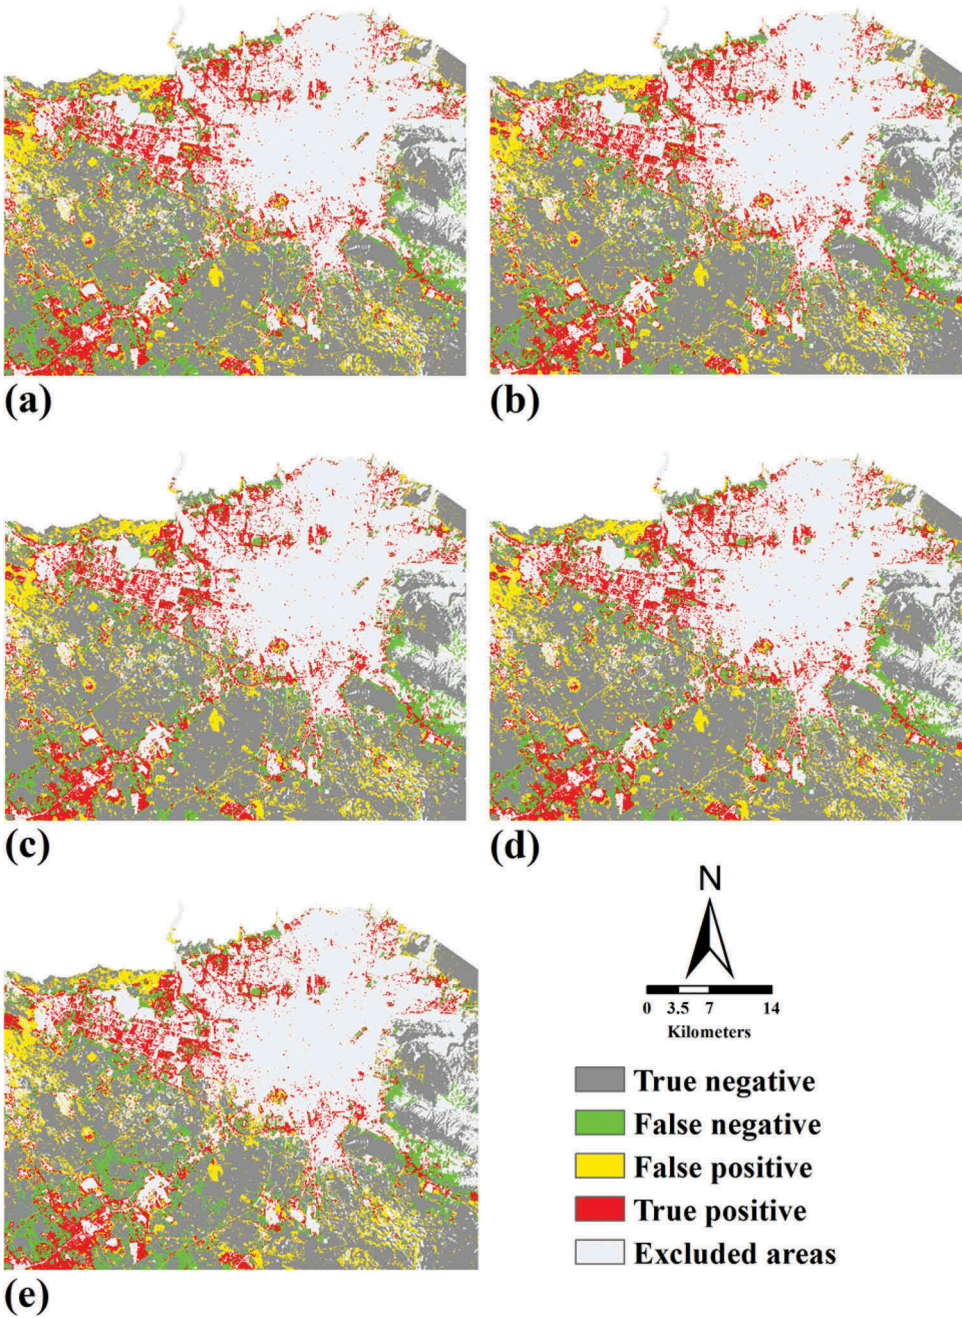 (a)
(b)
(c)
(d)
N
0 3.5 7 14
Kilometers
True negative
False negative
False positive
True positive
Excluded areas
(e)